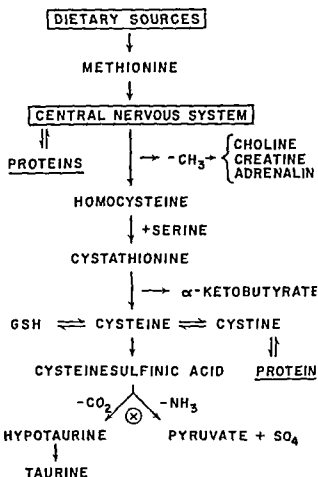 DIETARY SOURCES
METHIONINE
CENTRAL NERVOUS SYSTEM
PROTEINS
-CH3
CHOLINE
CREATINE
ADRENALIN
HOMOCYSTEINE
+SERINE
CYSTATHIONINE
α-KETOBUTYRATE
GSH ⇌ CYSTEINE ⇌ CYSTINE
PROTEIN
CYSTEINESULFINIC ACID
-CO2 -NH3
HYPOTAURINE PYRUVATE + SO4
TAURINE